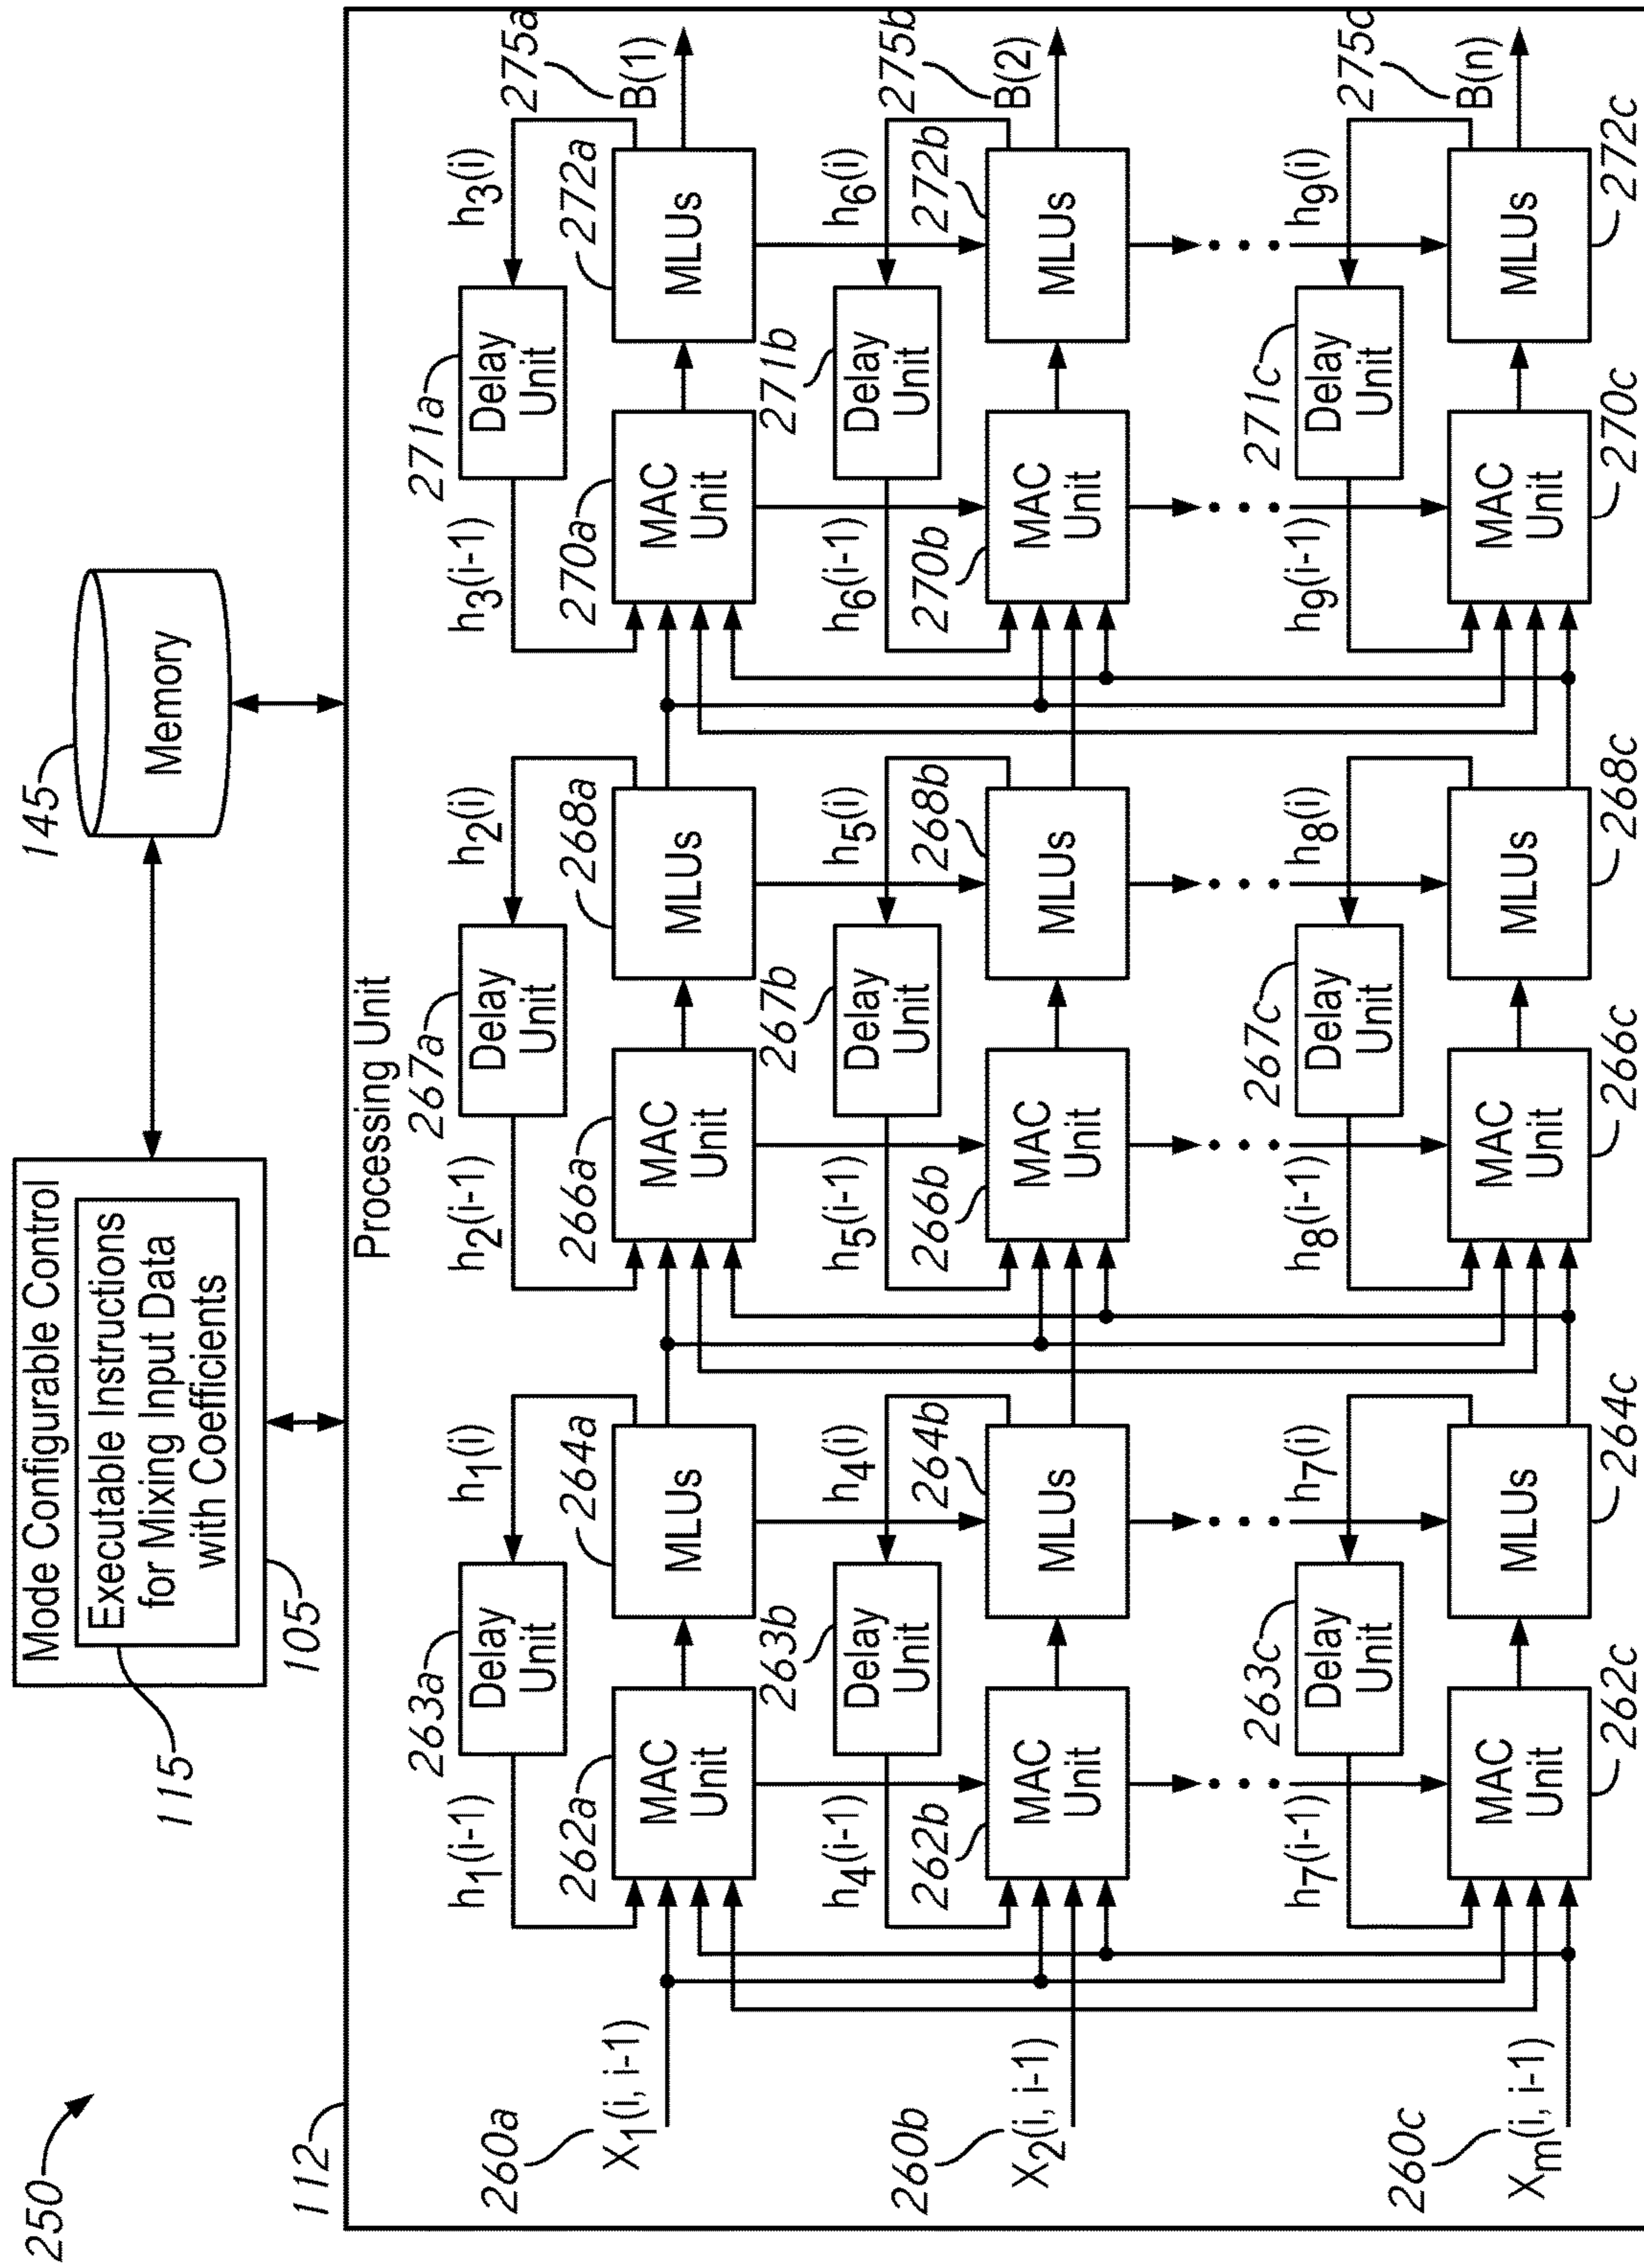 250
Mode Configurable Control
Executable Instructions
for Mixing Input Data
with Coefficients
115
105
145
Memory
112
Processing Unit
263a
267a
271a
h1(i-1)
Delay
Unit
h1(i)
h2(i-1)
Delay
Unit
h2(i)
h3(i-1)
Delay
Unit
h3(i)
275a
260a
X1(i, i-1)
262a
MAC
Unit
264a
MLUs
266a
MAC
Unit
268a
MLUs
270a
MAC
Unit
272a
MLUs
B(1)
263b
267b
271b
h4(i-1)
Delay
Unit
h4(i)
h5(i-1)
Delay
Unit
h5(i)
h6(i-1)
Delay
Unit
h6(i)
275b
260b
X2(i, i-1)
262b
MAC
Unit
264b
MLUs
266b
MAC
Unit
268b
MLUs
270b
MAC
Unit
272b
MLUs
B(2)
263c
267c
271c
h7(i-1)
Delay
Unit
h7(i)
h8(i-1)
Delay
Unit
h8(i)
h9(i-1)
Delay
Unit
h9(i)
275c
260c
Xm(i, i-1)
MAC
Unit
MLUs
MAC
Unit
MLUs
MAC
Unit
MLUs
B(n)
262c
264c
266c
268c
270c
272c